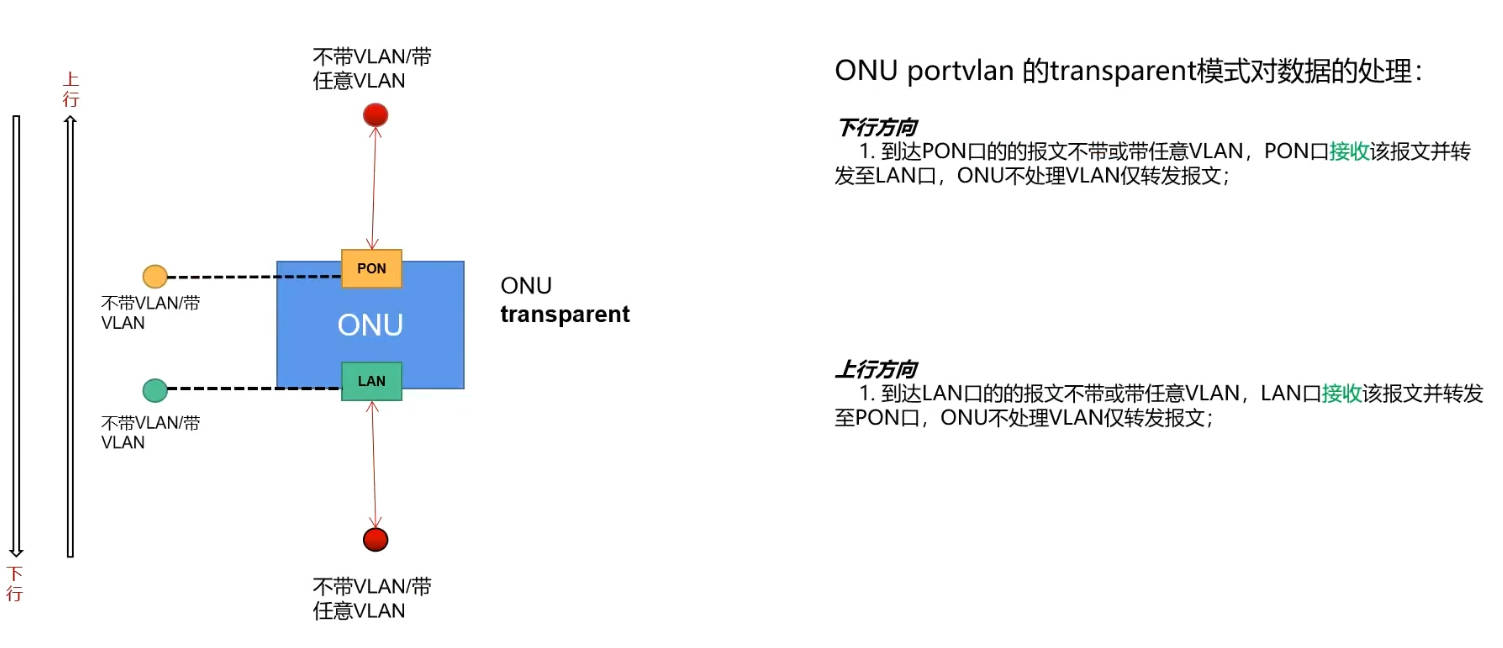 不带VLAN/带
任意VLAN
上
行
PON
不带VLAN/带
VLAN
ONU
ONU
transparent
LAN
不带VLAN/带
VLAN
下
行
不带VLAN/带
任意VLAN
ONU portvlan 的transparent模式对数据的处理：
下行方向
1. 到达PON口的的报文不带或带任意VLAN，PON口接收该报文并转
发至LAN口，ONU不处理VLAN仅转发报文；
上行方向
1. 到达LAN口的的报文不带或带任意VLAN，LAN口接收该报文并转发
至PON口，ONU不处理VLAN仅转发报文；